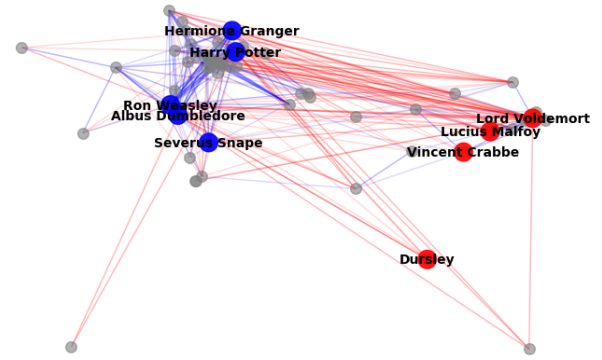 Hermione Granger
Harry Potter
Ron Weasley
Albus Dumbledore
Lord Voldemort
Lucius Malfoy
Severus Snape
Vincent Crabbe
Dursley